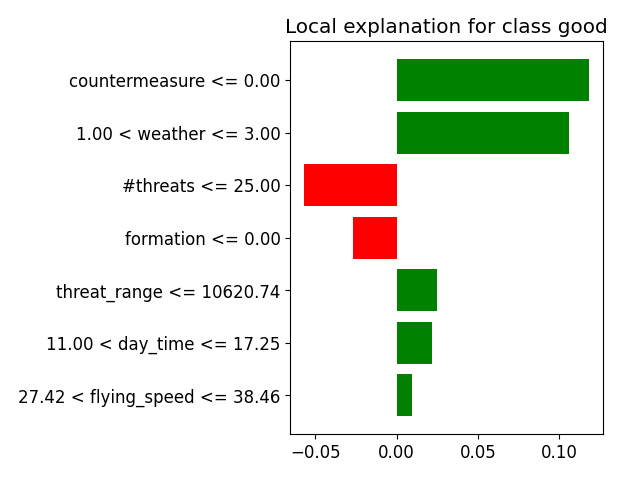 Local explanation for class good
countermeasure <= 0.00
1.00 < weather <= 3.00
#threats <= 25.00
formation <= 0.00
threat_range <= 10620.74
11.00 < day_time <= 17.25
27.42 < flying_speed <= 38.46
−0.05 0.00 0.05 0.10